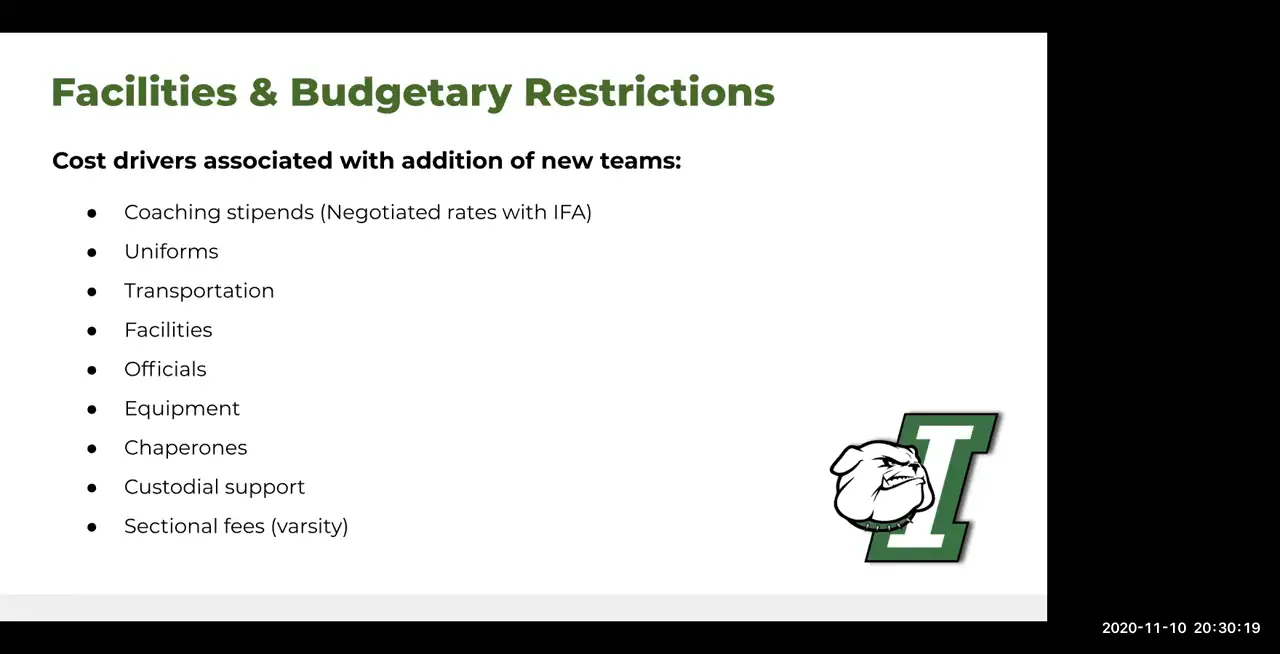 Facilities & Budgetary Restrictions
Cost drivers associated with addition of new teams:
● Coaching stipends (Negotiated rates with IFA)
● Uniforms
● Transportation
● Facilities
● Officials
● Equipment
● Chaperones
● Custodial support
● Sectional fees (varsity)
I
2020-11-10 20:30:19